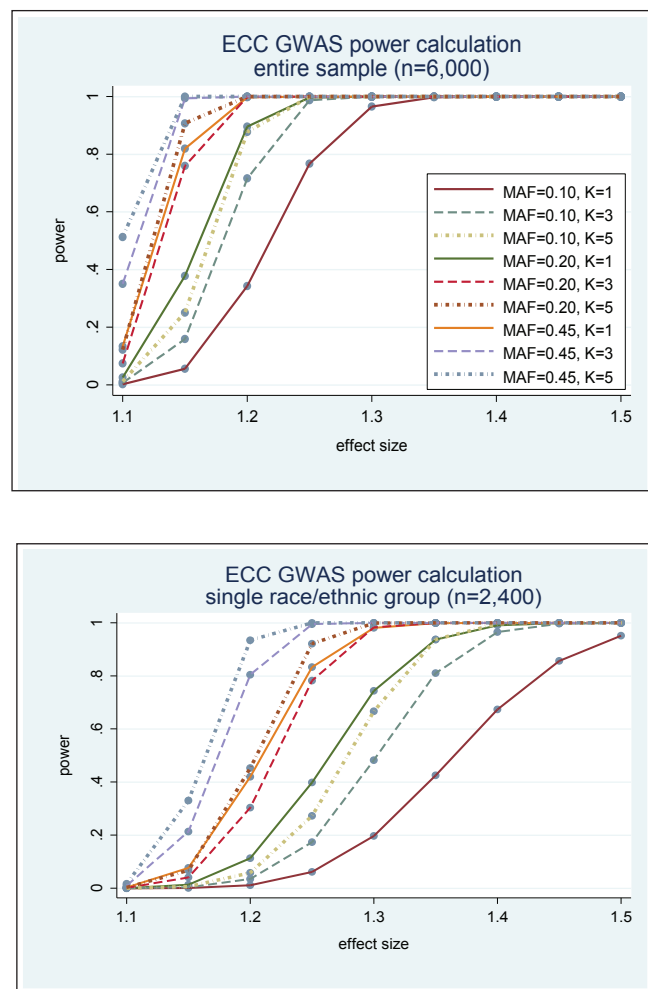 ECC GWAS power calculation
entire sample (n=6,000)
1
.8
.6
.4
.2
0
power
MAF=0.10, K=1
MAF=0.10, K=3
MAF=0.10, K=5
MAF=0.20, K=1
MAF=0.20, K=3
MAF=0.20, K=5
MAF=0.45, K=1
MAF=0.45, K=3
MAF=0.45, K=5
1.1 1.2 1.3 1.4 1.5
effect size
ECC GWAS power calculation
single race/ethnic group (n=2,400)
1
.8
.6
.4
.2
0
power
1.1 1.2 1.3 1.4 1.5
effect size